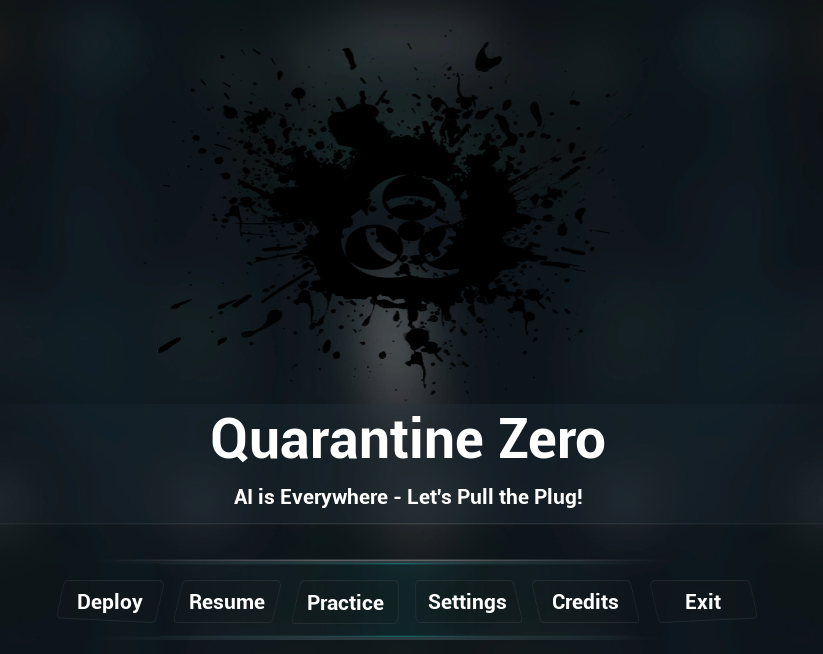 Quarantine Zero
AI is Everywhere - Let's Pull the Plug!
Deploy Resume Practice Settings Credits Exit